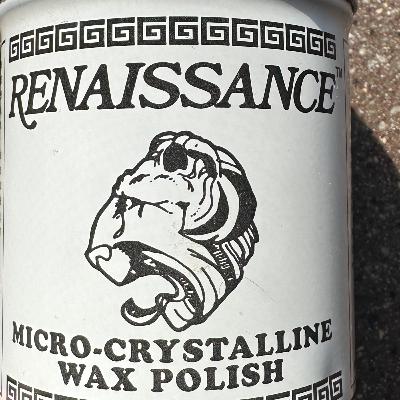 RENAISSANCE™
MICRO-CRYSTALLINE
WAX POLISH